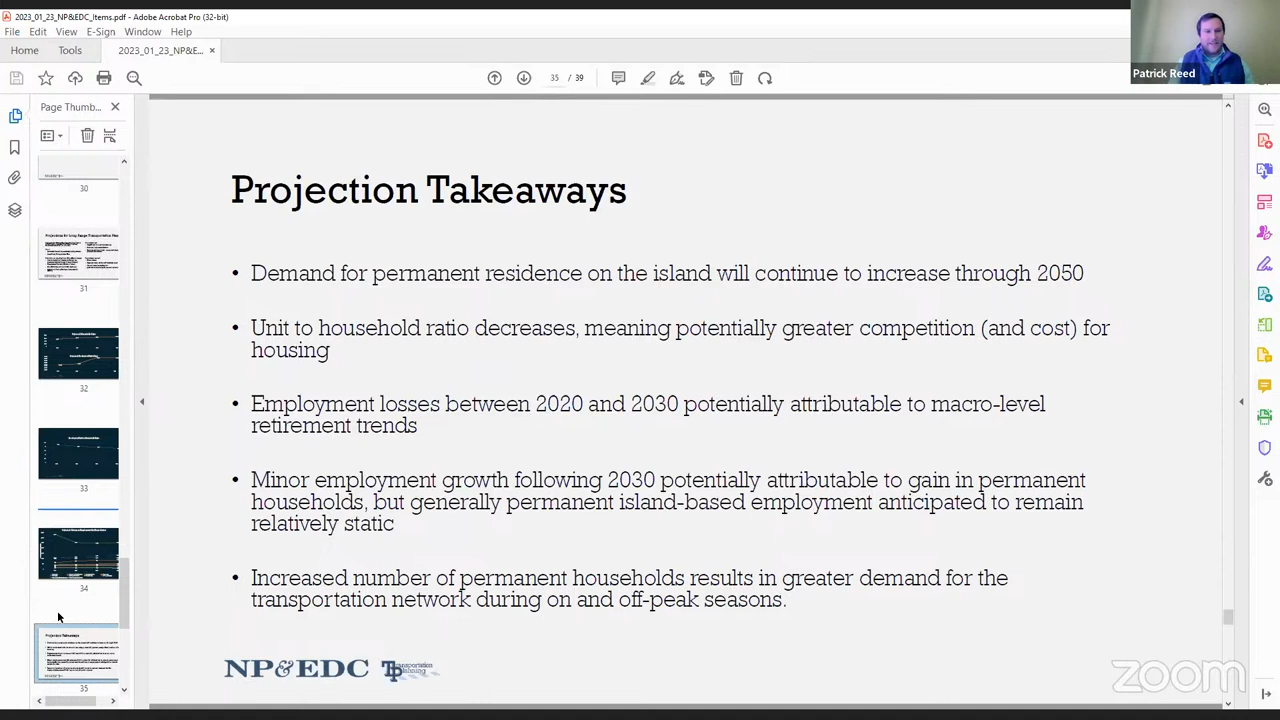 2023_01_23_NP&EDC_Items.pdf - Adobe Acrobat Pro (32-bit)
File Edit View E-Sign Window Help
Home Tools 2023_01_23_NP&E... ×
35 / 39
Patrick Reed
Page Thumb...
30
31
32
33
34
Projection Takeaways
35
Projection Takeaways
• Demand for permanent residence on the island will continue to increase through 2050
• Unit to household ratio decreases, meaning potentially greater competition (and cost) for
housing
• Employment losses between 2020 and 2030 potentially attributable to macro-level
retirement trends
• Minor employment growth following 2030 potentially attributable to gain in permanent
households, but generally permanent island-based employment anticipated to remain
relatively static
• Increased number of permanent households results in greater demand for the
transportation network during on and off-peak seasons.
NP&EDC TP Transportation Planning
zoom